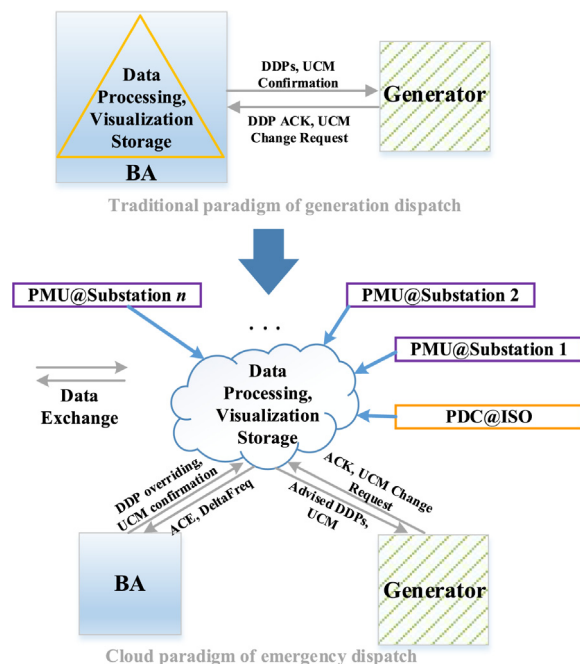 Data
Processing,
Visualization
Storage
BA
DDPs, UCM
Confirmation
DDP ACK, UCM
Change Request
Generator
Traditional paradigm of generation dispatch
PMU@Substation n
PMU@Substation 2
. . .
PMU@Substation 1
PDC@ISO
Data
Exchange
Data
Processing,
Visualization
Storage
DDP overriding,
UCM confirmation
ACE, DeltaFreq
ACK, UCM Change
Request
Advised DDPs,
UCM
BA
Generator
Cloud paradigm of emergency dispatch